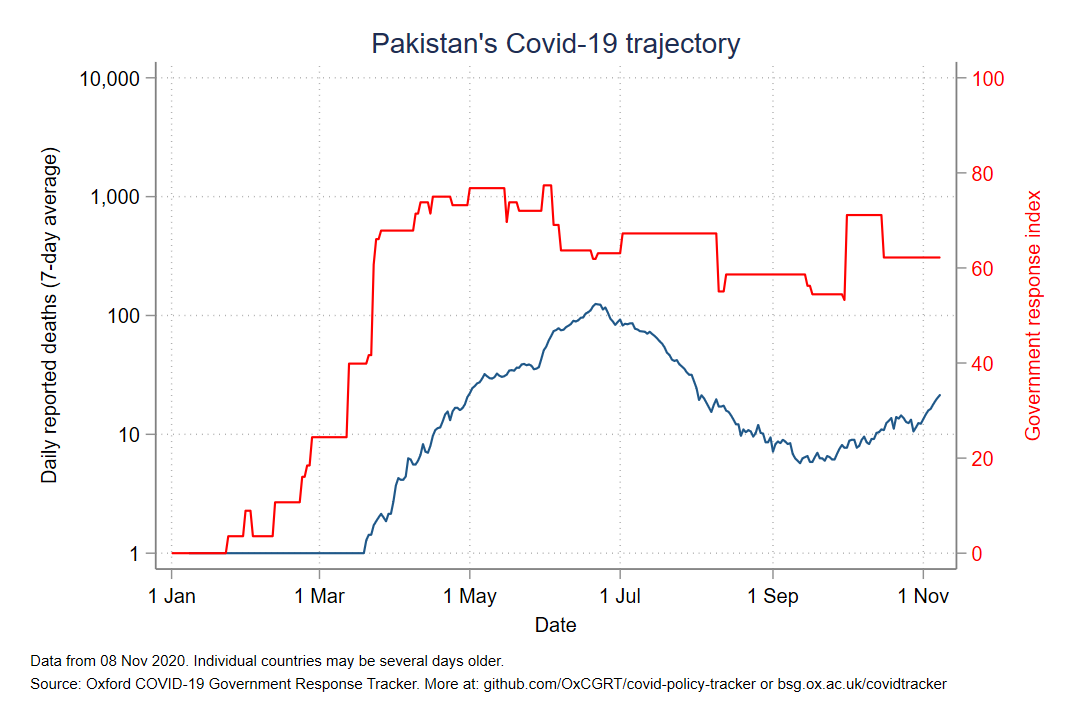 Pakistan's Covid-19 trajectory
10,000
1,000
100
10
1
Daily reported deaths (7-day average)
100
80
60
40
20
0
Government response index
1 Jan
1 Mar
1 May
1 Jul
1 Sep
1 Nov
Date
Data from 08 Nov 2020. Individual countries may be several days older.
Source: Oxford COVID-19 Government Response Tracker. More at: github.com/OxCGRT/covid-policy-tracker or bsg.ox.ac.uk/covidtracker